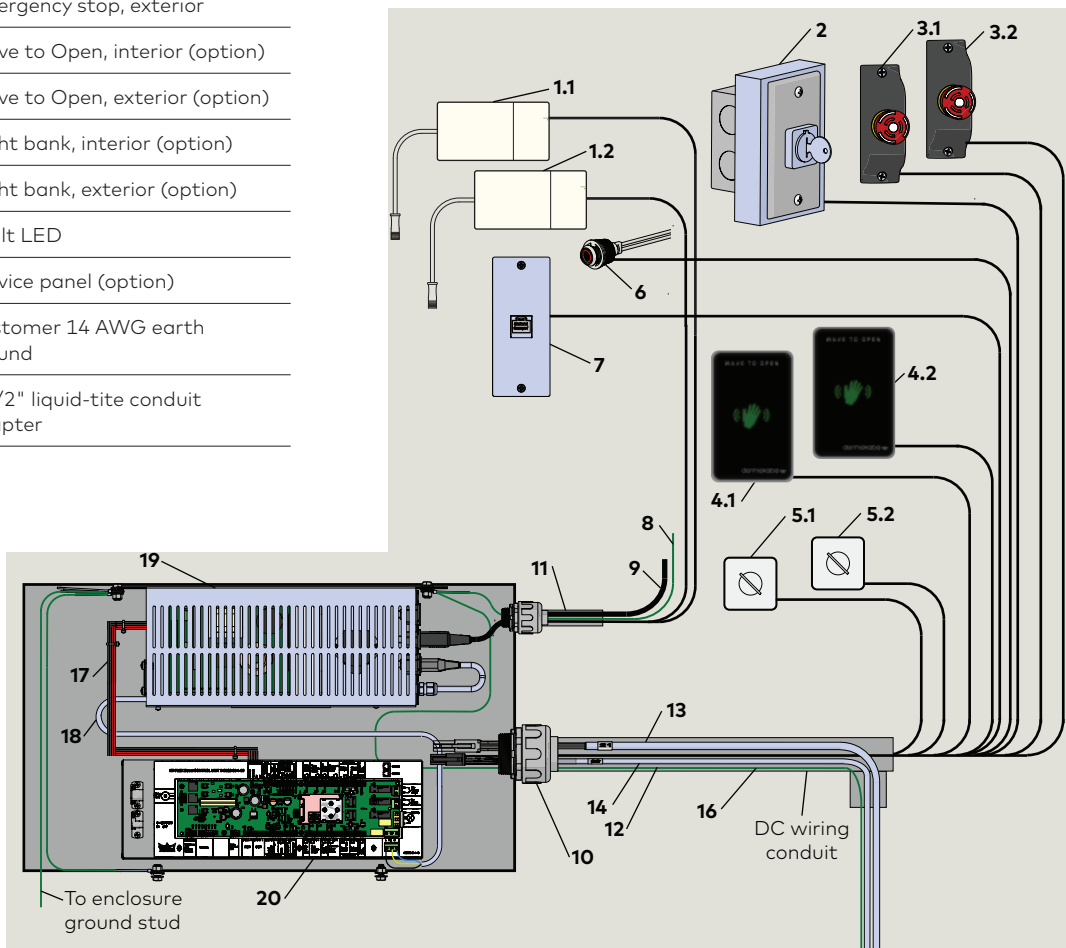 ergency stop, exterior
ve to Open, interior (option)
ve to Open, exterior (option)
ht bank, interior (option)
ht bank, exterior (option)
lt LED
vice panel (option)
stomer 14 AWG earth
und
/2" liquid-tite conduit
pter
1.1
1.2
2
3.1
3.2
6
7
WAVE TO OPEN
WAVE TO OPEN
4.2
dormakaba
dormakaba
4.1
8
9
5.1
5.2
19
11
17
18
13
14
12
16
DC wiring
conduit
10
20
To enclosure
ground stud